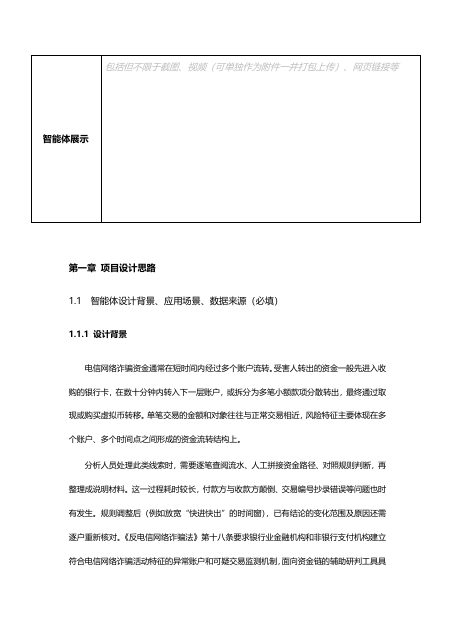 包括但不限于截图、视频（可单独作为附件一并打包上传）、网页链接等
智能体展示
第一章 项目设计思路
1.1 智能体设计背景、应用场景、数据来源（必填）
1.1.1 设计背景
电信网络诈骗资金通常在短时间内经过多个账户流转。受害人转出的资金一般先进入收
购的银行卡，在数十分钟内转入下一层账户，或拆分为多笔小额款项分散转出，最终通过取
现或购买虚拟币转移。单笔交易的金额和对象往往与正常交易相近，风险特征主要体现在多
个账户、多个时间点之间形成的资金流转结构上。
分析人员处理此类线索时，需要逐笔查阅流水、人工拼接资金路径、对照规则判断，再
整理成说明材料。这一过程耗时较长，付款方与收款方颠倒、交易编号抄录错误等问题也时
有发生。规则调整后（例如放宽“快进快出”的时间窗），已有结论的变化范围及原因还需
逐户重新核对。《反电信网络诈骗法》第十八条要求银行业金融机构和非银行支付机构建立
符合电信网络诈骗活动特征的异常账户和可疑交易监测机制，面向资金链的辅助研判工具具